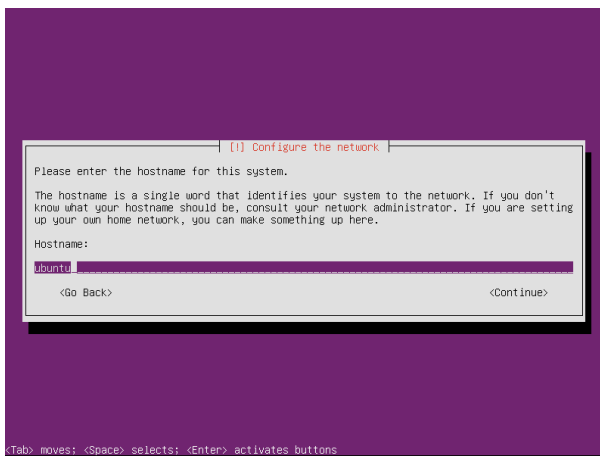 [!] Configure the network
Please enter the hostname for this system.
The hostname is a single word that identifies your system to the network. If you don't
know what your hostname should be, consult your network administrator. If you are setting
up your own home network, you can make something up here.
Hostname:
ubuntu
<Go Back> <Continue>
<Tab> moves; <Space> selects; <Enter> activates buttons